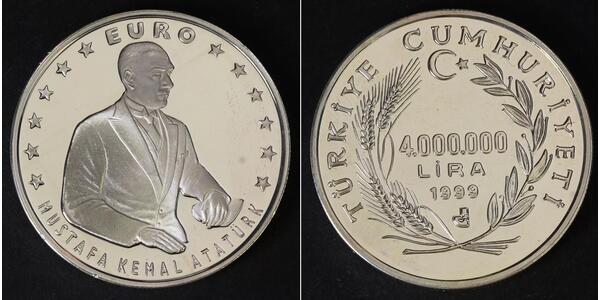 EURO
MUSTAFA KEMAL ATATÜRK
TÜRKİYE CUMHURİYETİ
4.000.000
LİRA
1999